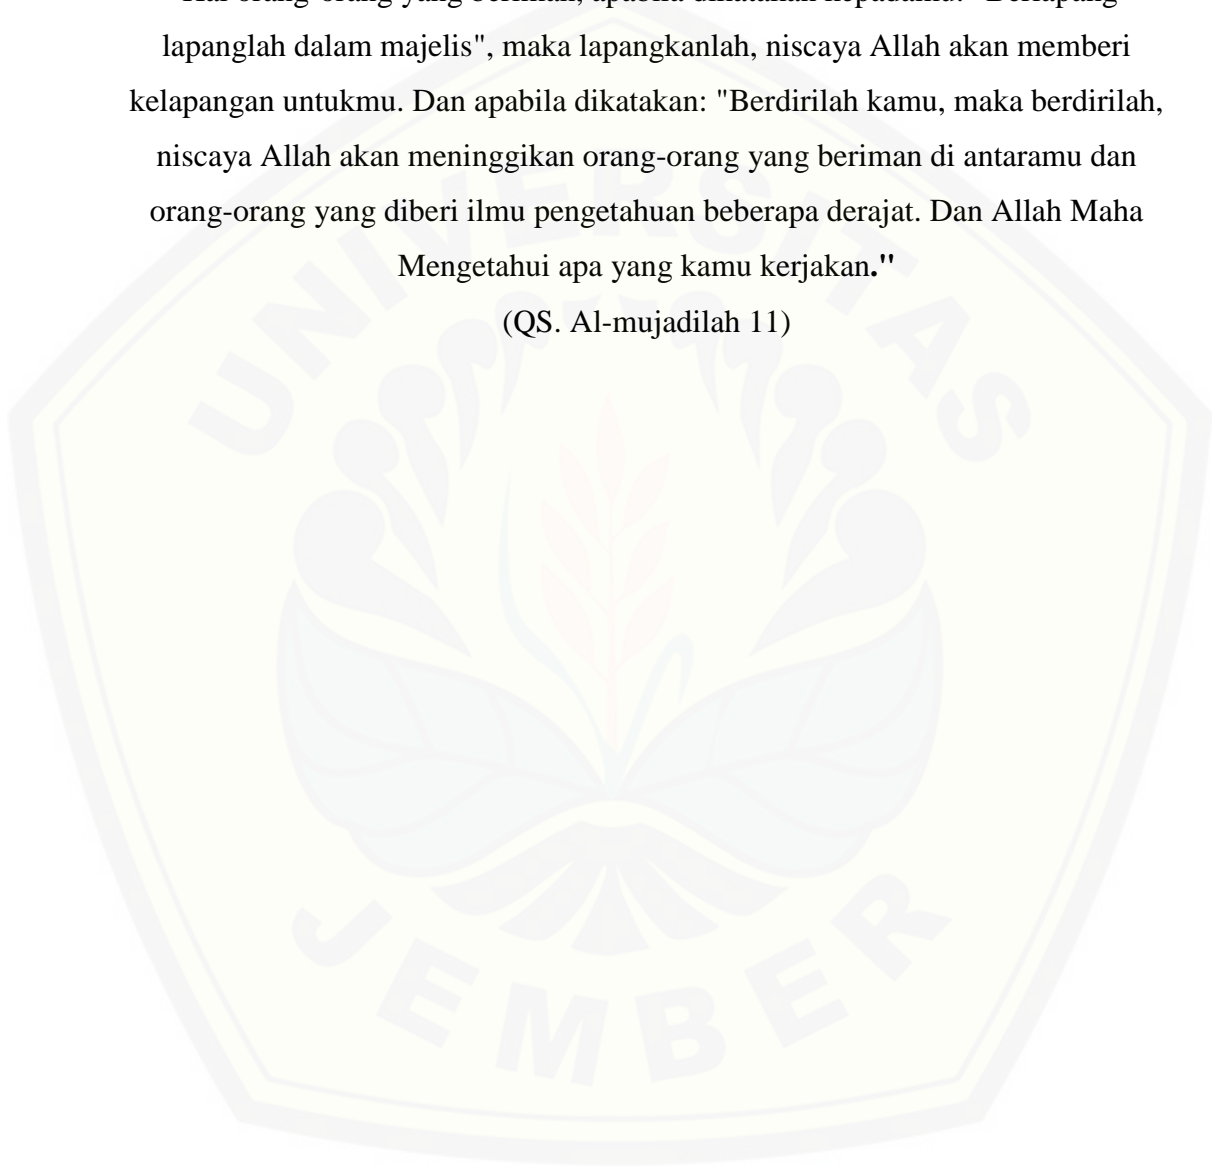 lapanglah dalam majelis", maka lapangkanlah, niscaya Allah akan memberi
kelapangan untukmu. Dan apabila dikatakan: "Berdirilah kamu, maka berdirilah,
niscaya Allah akan meninggikan orang-orang yang beriman di antaramu dan
orang-orang yang diberi ilmu pengetahuan beberapa derajat. Dan Allah Maha
Mengetahui apa yang kamu kerjakan."
(QS. Al-mujadilah 11)
UNIVERSITAS
JEMBER